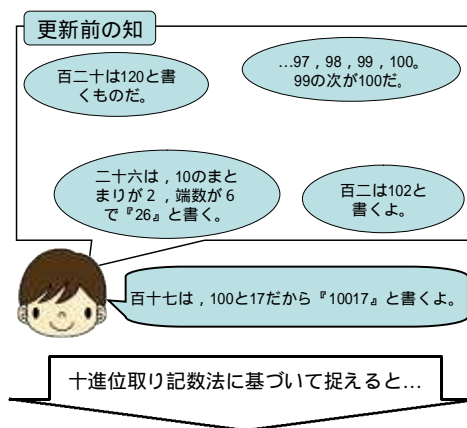 更新前の知
百二十は120と書
くものだ。
…97，98，99，100。
99の次が100だ。
二十六は，10のまと
まりが２，端数が６
で『26』と書く。
百二は102と
書くよ。
百十七は，100と17だから『10017』と書くよ。
十進位取り記数法に基づいて捉えると…